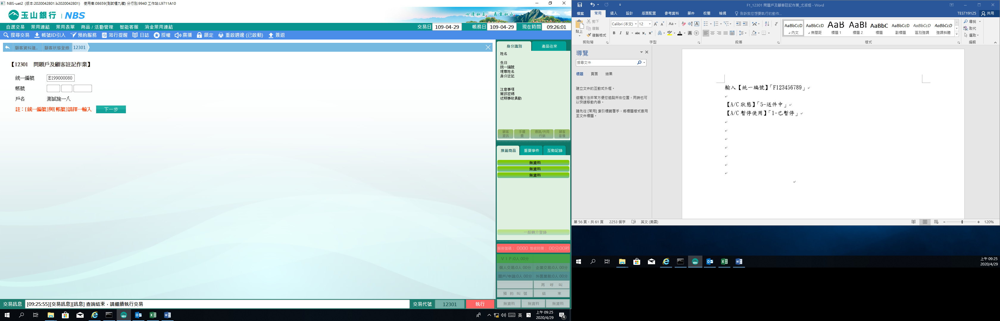 NBS-uat2 (版本:2020042801.b2020042801) 使用者:08659(測試櫃九藏) 分行別:9940 工作站:L9711A10
玉山銀行 | NBS
心清如玉。義重如山。
自選交易 常用連結 常用表單 商品/活動管理 智能客服 消金常用連結
交易日 109-04-29 帳務日 109-04-29 現在時間 09:26:01
搜尋交易 帳號ID引入 預約服務 蒞行提醒 日誌 授權 廣播 鎖定 重啟週邊 (已啟動) 簽退
顧客資料建.. 顧客狀態登錄 12301
【12301 問題戶及顧客註記作業】
統一編號 E199000080
帳號
戶名 測試施一八
註：[統一編號]與[帳號]請擇一輸入 下一步
身分識別 產品往來
姓名
生日
統一編號
理專姓名
身分註記
注意事項
簡訊密碼
近期事故異動
顧客資訊 手續費 通路/共同行銷 顧客影像
推薦商品 重要事件 互動記錄
無資料
無資料
無資料
一般轉介登錄
服務號碼： 0000 等候時間： 00分00秒
ＶＩＰ:0人 00分
個人交易:0人 00分 企業交易:0人 00分
開戶/申請:0人 00分 外匯業務:0人 00分
再 呼 叫
預 約 叫 號 結 束
無資料 無資料 無資料
交易訊息 [09:25:55][交易訊息][訊息] 查詢結束，請繼續執行交易 交易代號 12301 執行
英
上午 09:25
2020/4/29
4
F1_12301 問題戶及顧客註記作業_尤淑姬 - Word
檔案 常用 插入 設計 版面配置 參考資料 郵件 校閱 檢視 告訴我您想要執行的動作... TEST19125 共用
貼上 剪下 複製 複製格式
剪貼簿
Calibri (本文) 12
字型
段落
AaBbCcD AaBbCcD AaB AaBl AaBbC AaBbCcD AaBbCcD AaBbCcD
內文 無間距 標題 1 標題 2 標題 副標題 區別強調 強調斜體
樣式
尋找
取代
選取
編輯
導覽
搜尋文件
標題 頁面 結果
建立文件的互動式外框。
這種方法非常方便您追蹤所在位置，同時也可以快速移動內容。
請先從 [常用] 索引標籤著手，將標題樣式套用至文件標題。
輸入【統一編號】「F123456789」
【A/C 狀態】「5-送件中」
【A/C 暫停使用】「1-已暫停」
第 56 頁，共 61 頁 2253 個字 英文 (美國) 120%
上午 09:25
2020/4/29